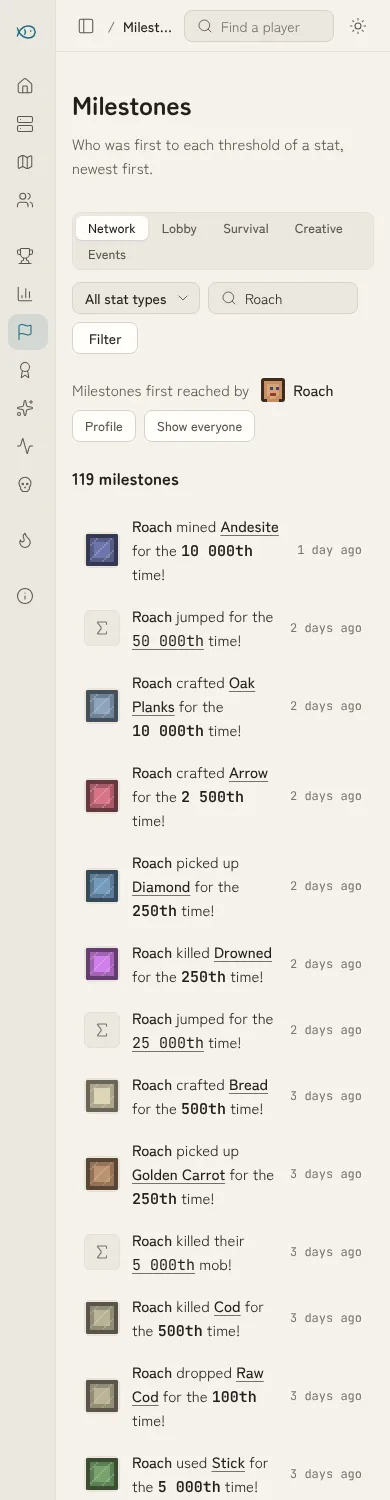 / Milest...
Find a player
Milestones
Who was first to each threshold of a stat,
newest first.
Network
Lobby
Survival
Creative
Events
All stat types
Roach
Filter
Milestones first reached by Roach
Profile
Show everyone
119 milestones
Roach mined Andesite
for the 10 000th
time!
1 day ago
Σ
Roach jumped for the
50 000th time!
2 days ago
Roach crafted Oak
Planks for the
10 000th time!
2 days ago
Roach crafted Arrow
for the 2 500th
time!
2 days ago
Roach picked up
Diamond for the
250th time!
2 days ago
Roach killed Drowned
for the 250th time!
2 days ago
Σ
Roach jumped for the
25 000th time!
2 days ago
Roach crafted Bread
for the 500th time!
3 days ago
Roach picked up
Golden Carrot for the
250th time!
3 days ago
Σ
Roach killed their
5 000th mob!
3 days ago
Roach killed Cod for
the 500th time!
3 days ago
Roach dropped Raw
Cod for the 100th
time!
3 days ago
Roach used Stick for
the 5 000th time!
3 days ago